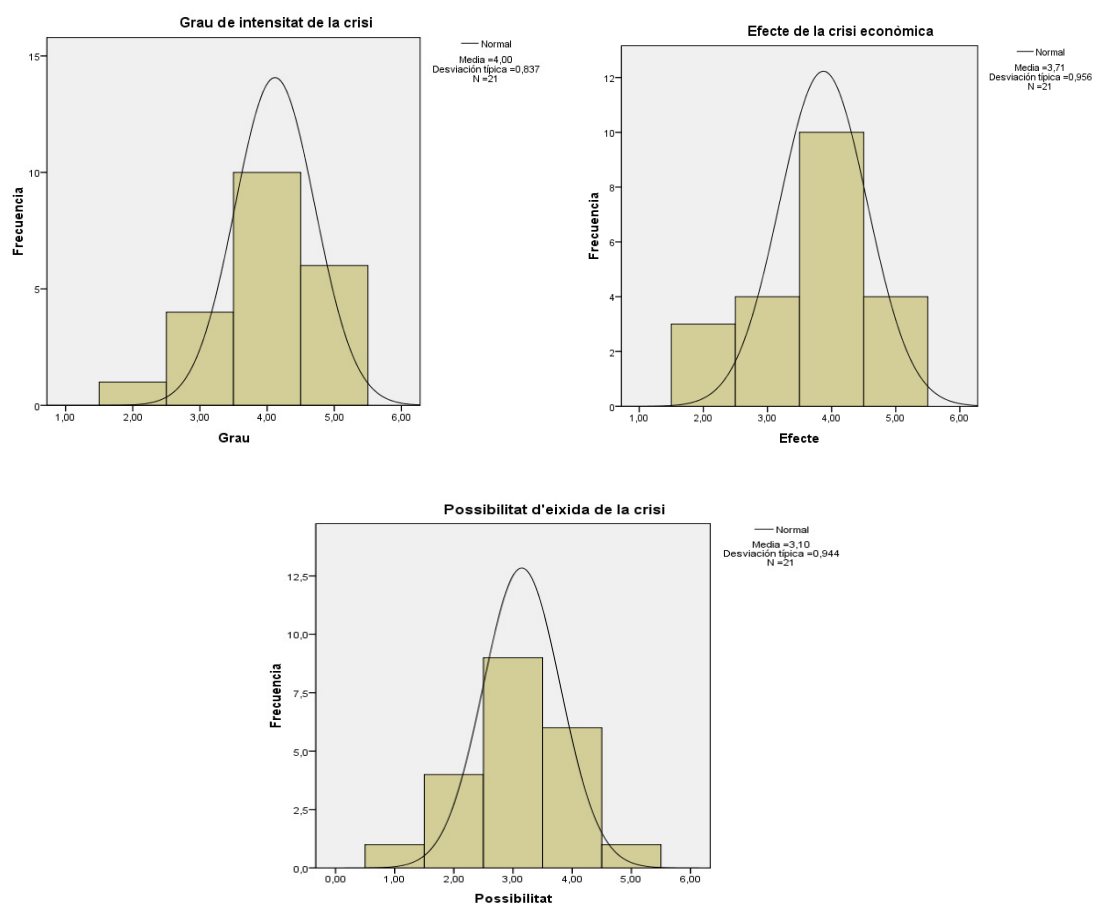 Grau de intensitat de la crisi
Normal
Media =4,00
Desviación típica =0,837
N =21
15
10
5
0
Frecuencia
1,00 2,00 3,00 4,00 5,00 6,00
Grau
Efecte de la crisi econòmica
Normal
Media =3,71
Desviación típica =0,956
N =21
12
10
8
6
4
2
0
Frecuencia
1,00 2,00 3,00 4,00 5,00 6,00
Efecte
Possibilitat d'eixida de la crisi
Normal
Media =3,10
Desviación típica =0,944
N =21
12,5
10,0
7,5
5,0
2,5
0,0
Frecuencia
0,00 1,00 2,00 3,00 4,00 5,00 6,00
Possibilitat